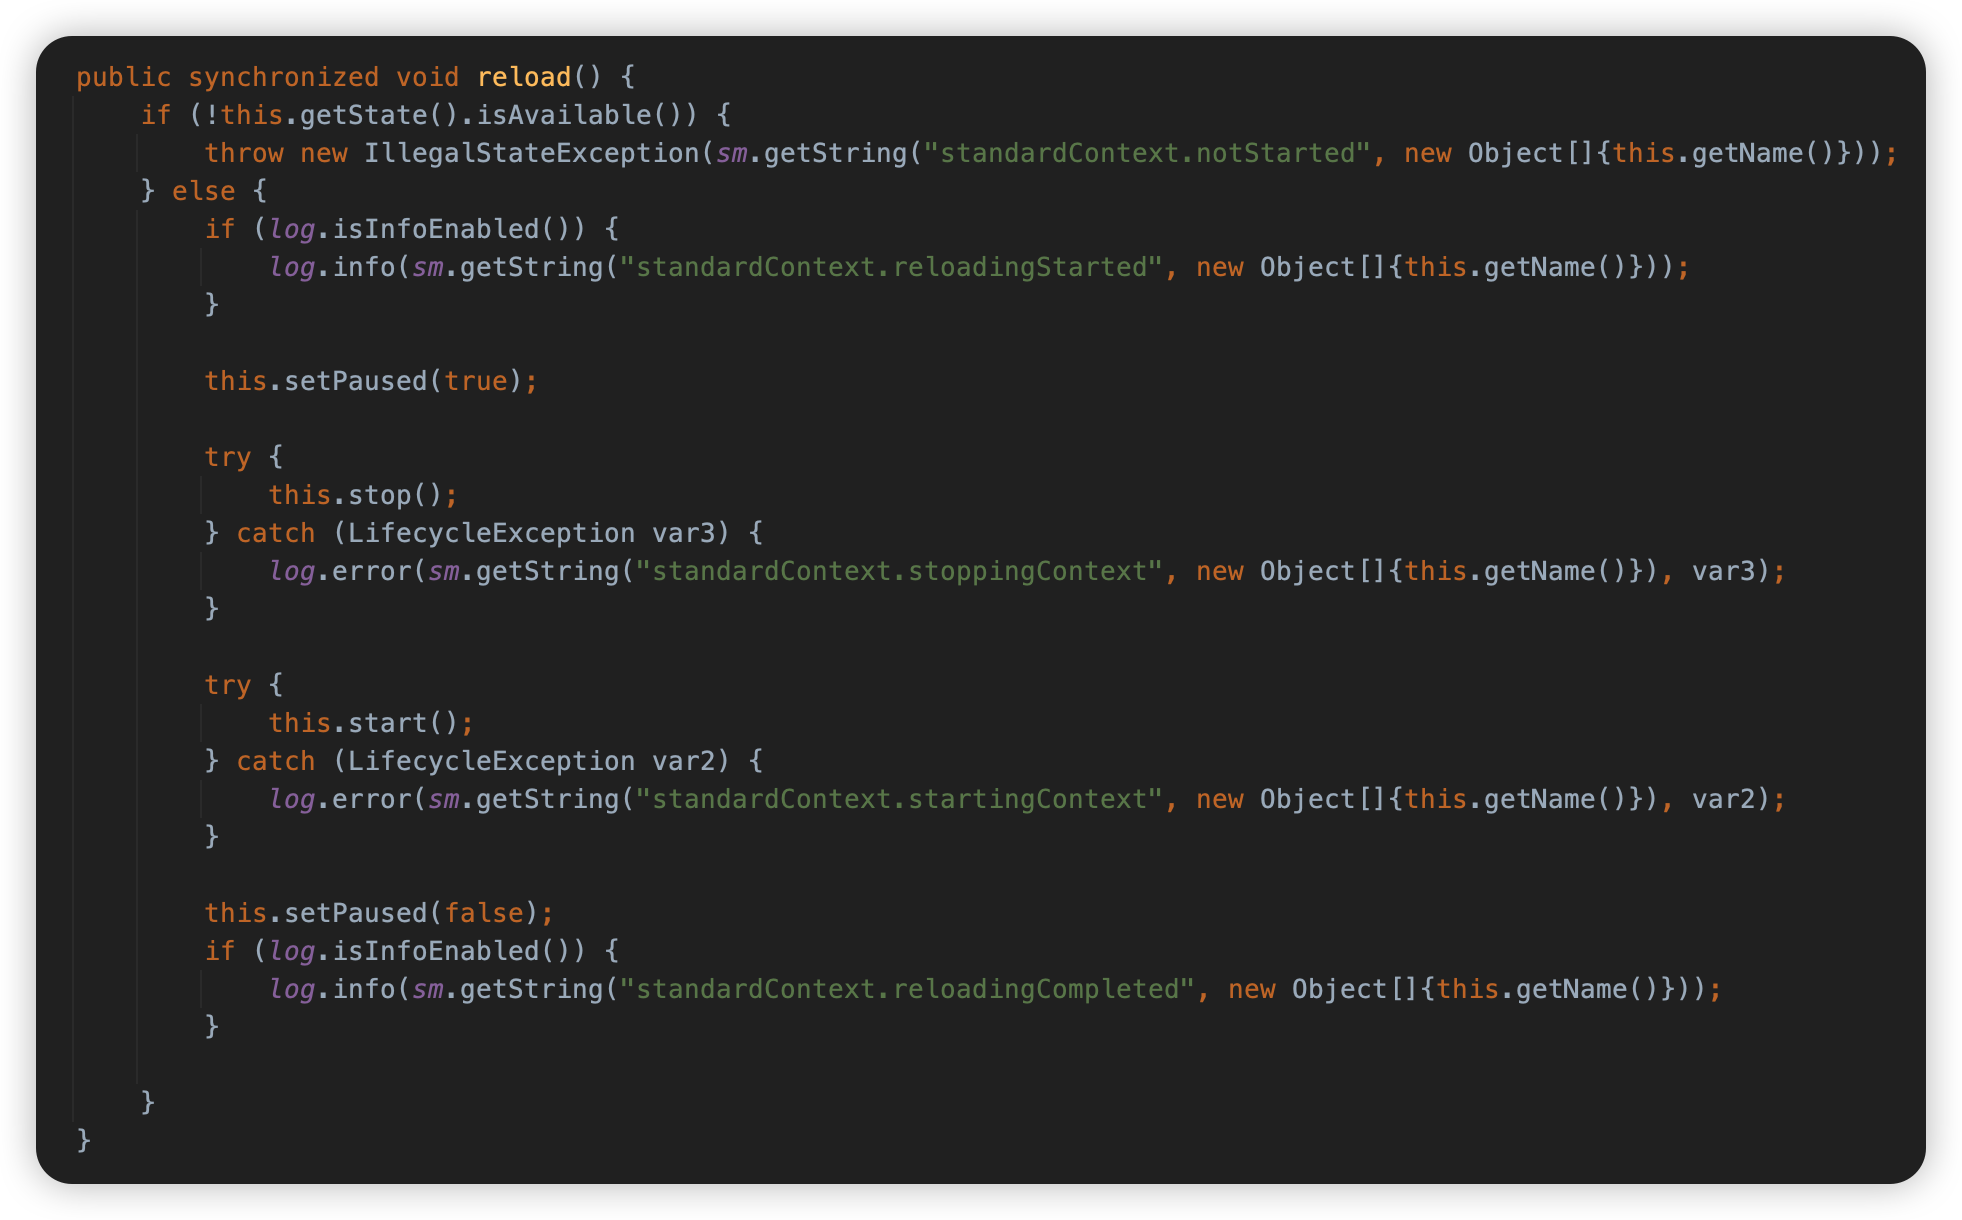 public synchronized void reload() {
    if (!this.getState().isAvailable()) {
        throw new IllegalStateException(sm.getString("standardContext.notStarted", new Object[]{this.getName()}));
    } else {
        if (log.isInfoEnabled()) {
            log.info(sm.getString("standardContext.reloadingStarted", new Object[]{this.getName()}));
        }

        this.setPaused(true);

        try {
            this.stop();
        } catch (LifecycleException var3) {
            log.error(sm.getString("standardContext.stoppingContext", new Object[]{this.getName()}), var3);
        }

        try {
            this.start();
        } catch (LifecycleException var2) {
            log.error(sm.getString("standardContext.startingContext", new Object[]{this.getName()}), var2);
        }

        this.setPaused(false);
        if (log.isInfoEnabled()) {
            log.info(sm.getString("standardContext.reloadingCompleted", new Object[]{this.getName()}));
        }

    }
}